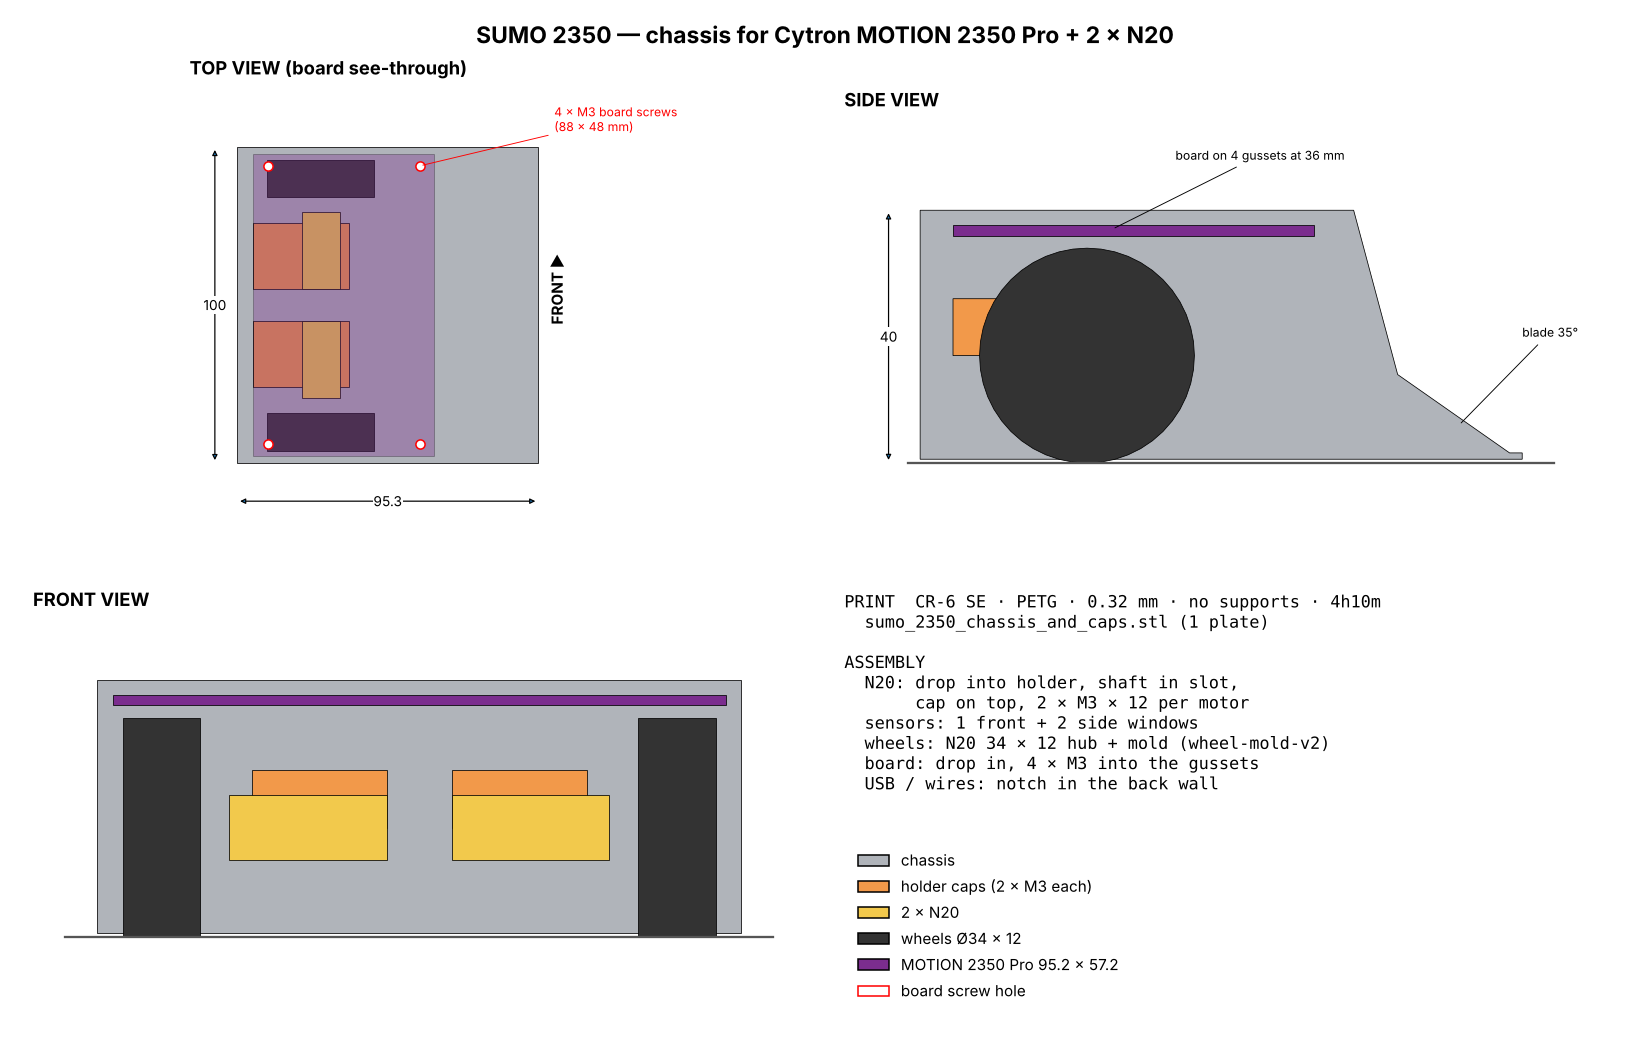 SUMO 2350 — chassis for Cytron MOTION 2350 Pro + 2 × N20
TOP VIEW (board see-through)
4 × M3 board screws
(88 × 48 mm)
100
FRONT ▶
95.3
SIDE VIEW
board on 4 gussets at 36 mm
40
blade 35°
FRONT VIEW
PRINT  CR-6 SE · PETG · 0.32 mm · no supports · 4h10m
sumo_2350_chassis_and_caps.stl (1 plate)
ASSEMBLY
N20: drop into holder, shaft in slot,
cap on top, 2 × M3 × 12 per motor
sensors: 1 front + 2 side windows
wheels: N20 34 × 12 hub + mold (wheel-mold-v2)
board: drop in, 4 × M3 into the gussets
USB / wires: notch in the back wall
chassis
holder caps (2 × M3 each)
2 × N20
wheels Ø34 × 12
MOTION 2350 Pro 95.2 × 57.2
board screw hole